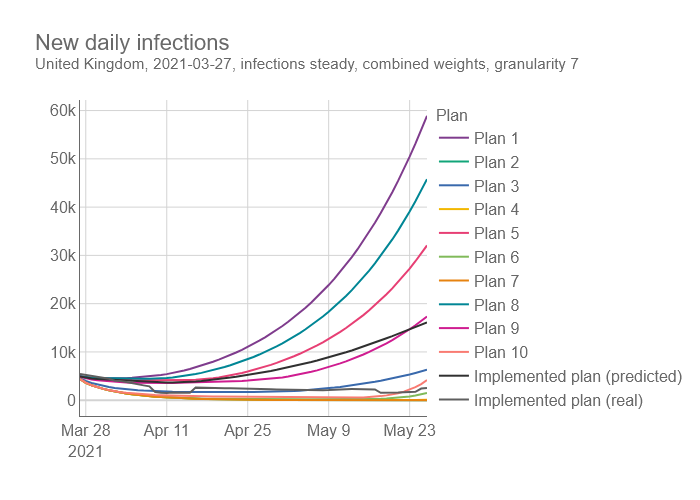 New daily infections
United Kingdom, 2021-03-27, infections steady, combined weights, granularity 7
60k
50k
40k
30k
20k
10k
0
Mar 28
2021
Apr 11
Apr 25
May 9
May 23
Plan
Plan 1
Plan 2
Plan 3
Plan 4
Plan 5
Plan 6
Plan 7
Plan 8
Plan 9
Plan 10
Implemented plan (predicted)
Implemented plan (real)